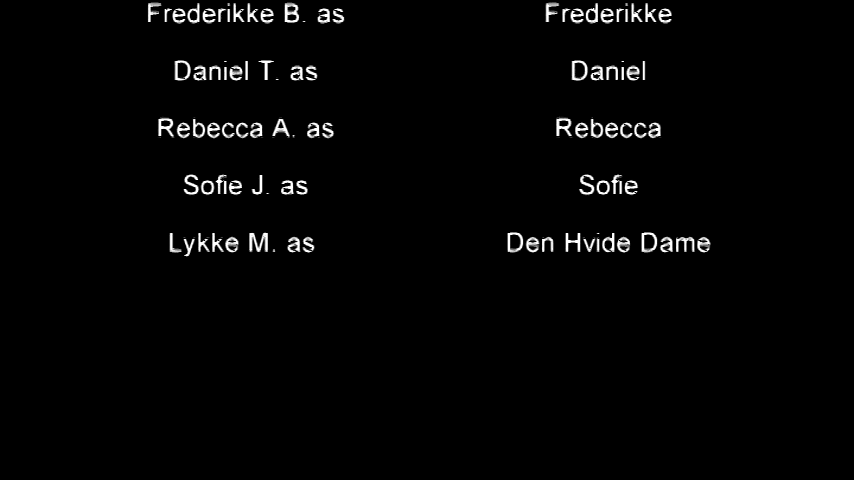 Frederikke B. as Frederikke
Daniel T. as Daniel
Rebecca A. as Rebecca
Sofie J. as Sofie
Lykke M. as Den Hvide Dame